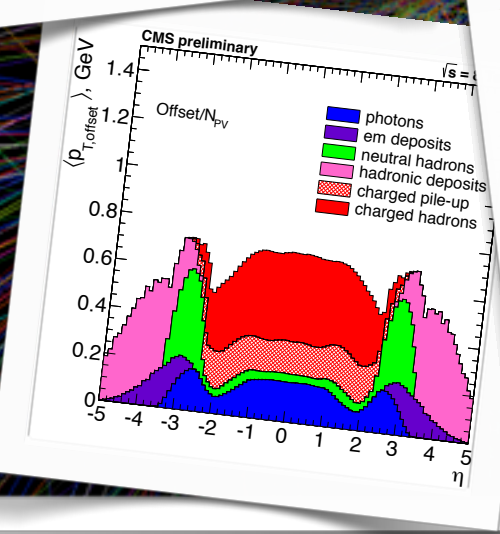 CMS preliminary
√s =
⟨p_T,offset⟩, GeV
Offset/N_PV
photons
em deposits
neutral hadrons
hadronic deposits
charged pile-up
charged hadrons
1.4
1.2
1
0.8
0.6
0.4
0.2
0
-5 -4 -3 -2 -1 0 1 2 3 4 5
η